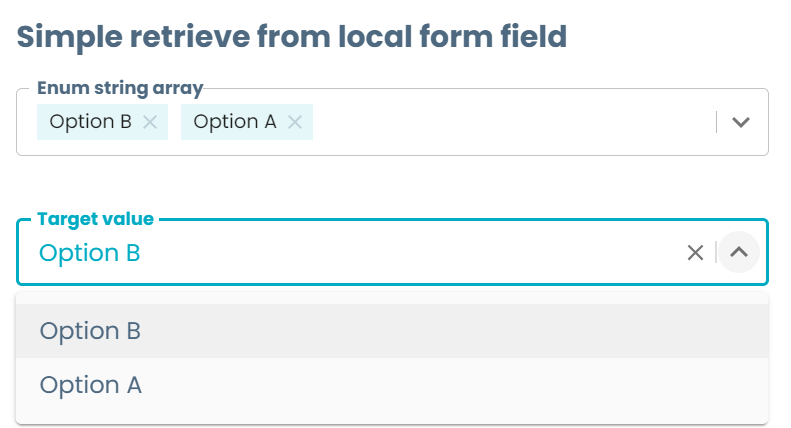 Simple retrieve from local form field
Enum string array
Option B Option A
Target value
Option B
Option B
Option A